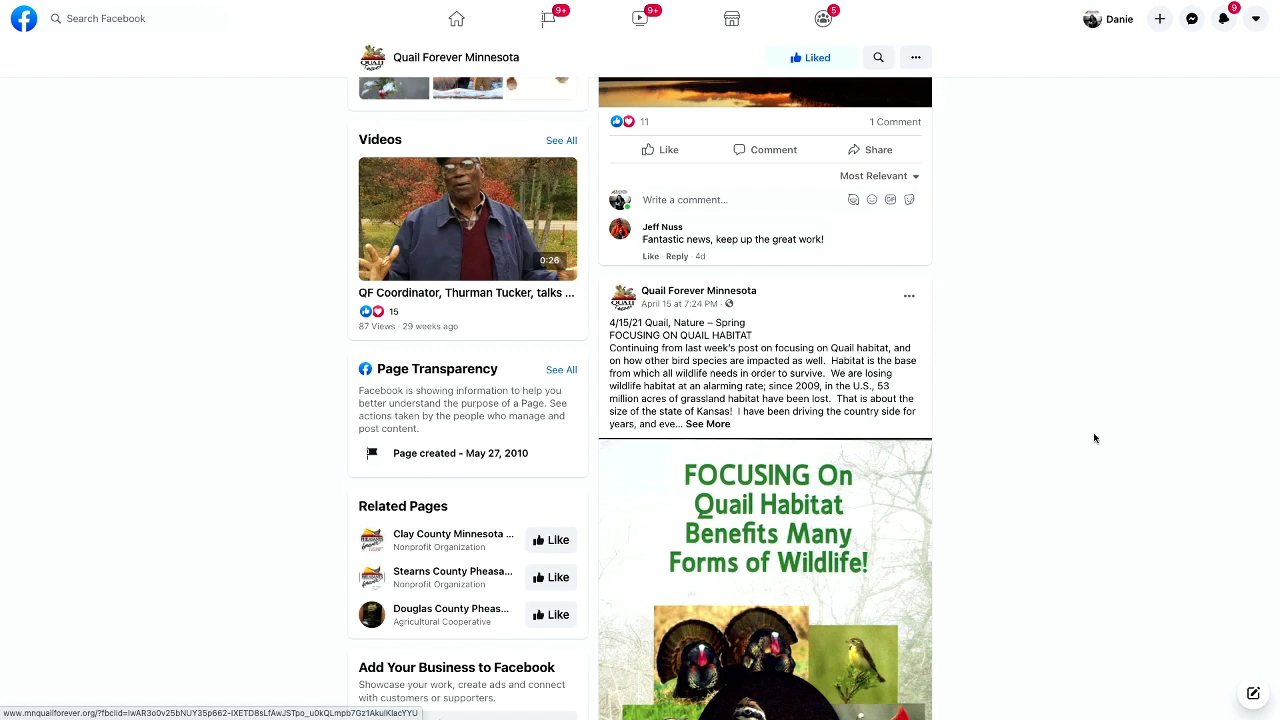 Search Facebook
9+
9+
5
Danie
9
Quail Forever Minnesota
Liked
Videos
See All
0:26
QF Coordinator, Thurman Tucker, talks ...
15
87 Views · 29 weeks ago
Page Transparency
See All
Facebook is showing information to help you
better understand the purpose of a Page. See
actions taken by the people who manage and
post content.
Page created - May 27, 2010
Related Pages
Clay County Minnesota ...
Nonprofit Organization
Like
Stearns County Pheasa...
Nonprofit Organization
Like
Douglas County Pheas...
Agricultural Cooperative
Like
Add Your Business to Facebook
Showcase your work, create ads and connect
with customers or supporters.
11
1 Comment
Like
Comment
Share
Most Relevant
Write a comment...
GIF
Jeff Nuss
Fantastic news, keep up the great work!
Like · Reply · 4d
Quail Forever Minnesota
April 15 at 7:24 PM ·
4/15/21 Quail, Nature – Spring
FOCUSING ON QUAIL HABITAT
Continuing from last week's post on focusing on Quail habitat, and
on how other bird species are impacted as well. Habitat is the base
from which all wildlife needs in order to survive. We are losing
wildlife habitat at an alarming rate; since 2009, in the U.S., 53
million acres of grassland habitat have been lost. That is about the
size of the state of Kansas! I have been driving the country side for
years, and eve... See More
FOCUSING On
Quail Habitat
Benefits Many
Forms of Wildlife!